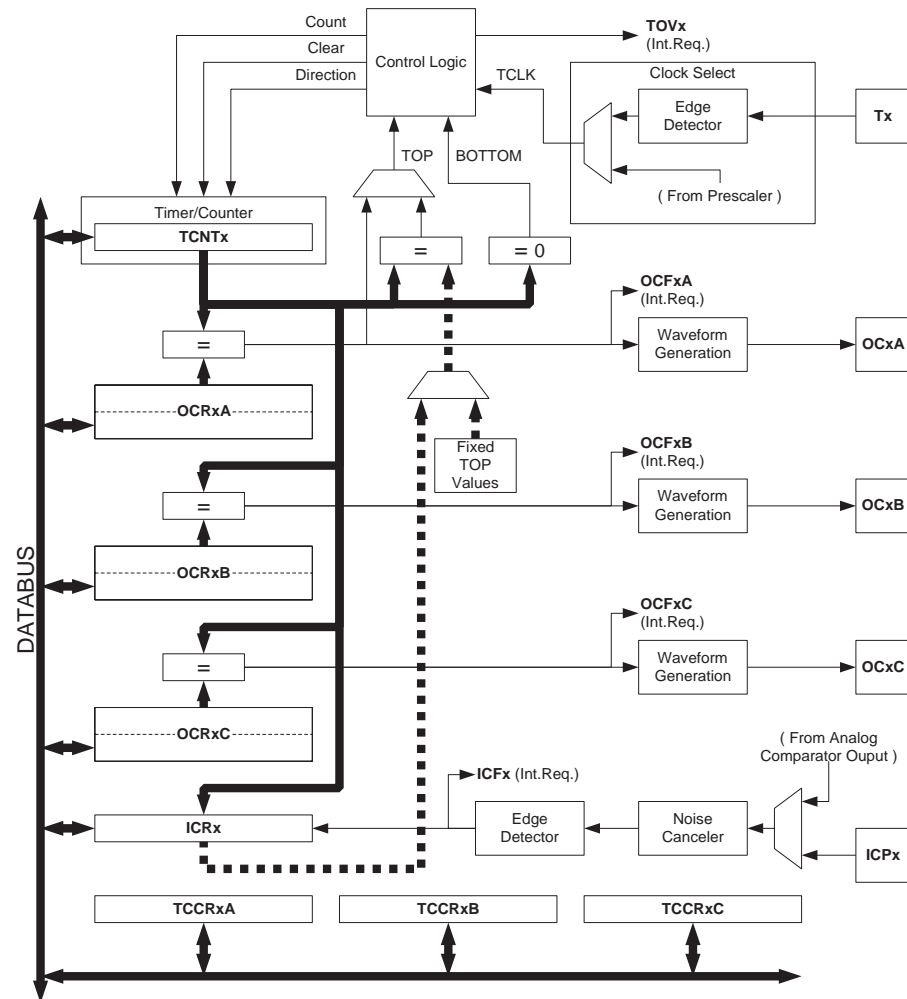 Count
Clear
Direction
Control Logic
TOVx
(Int.Req.)
TCLK
Clock Select
Edge
Detector
Tx
( From Prescaler )
TOP
BOTTOM
Timer/Counter
TCNTx
=
= 0
=
OCRxA
OCFxA
(Int.Req.)
Waveform
Generation
OCxA
Fixed
TOP
Values
=
OCRxB
OCFxB
(Int.Req.)
Waveform
Generation
OCxB
DATABUS
=
OCRxC
OCFxC
(Int.Req.)
Waveform
Generation
OCxC
( From Analog
Comparator Ouput )
ICFx (Int.Req.)
ICRx
Edge
Detector
Noise
Canceler
ICPx
TCCRxA
TCCRxB
TCCRxC